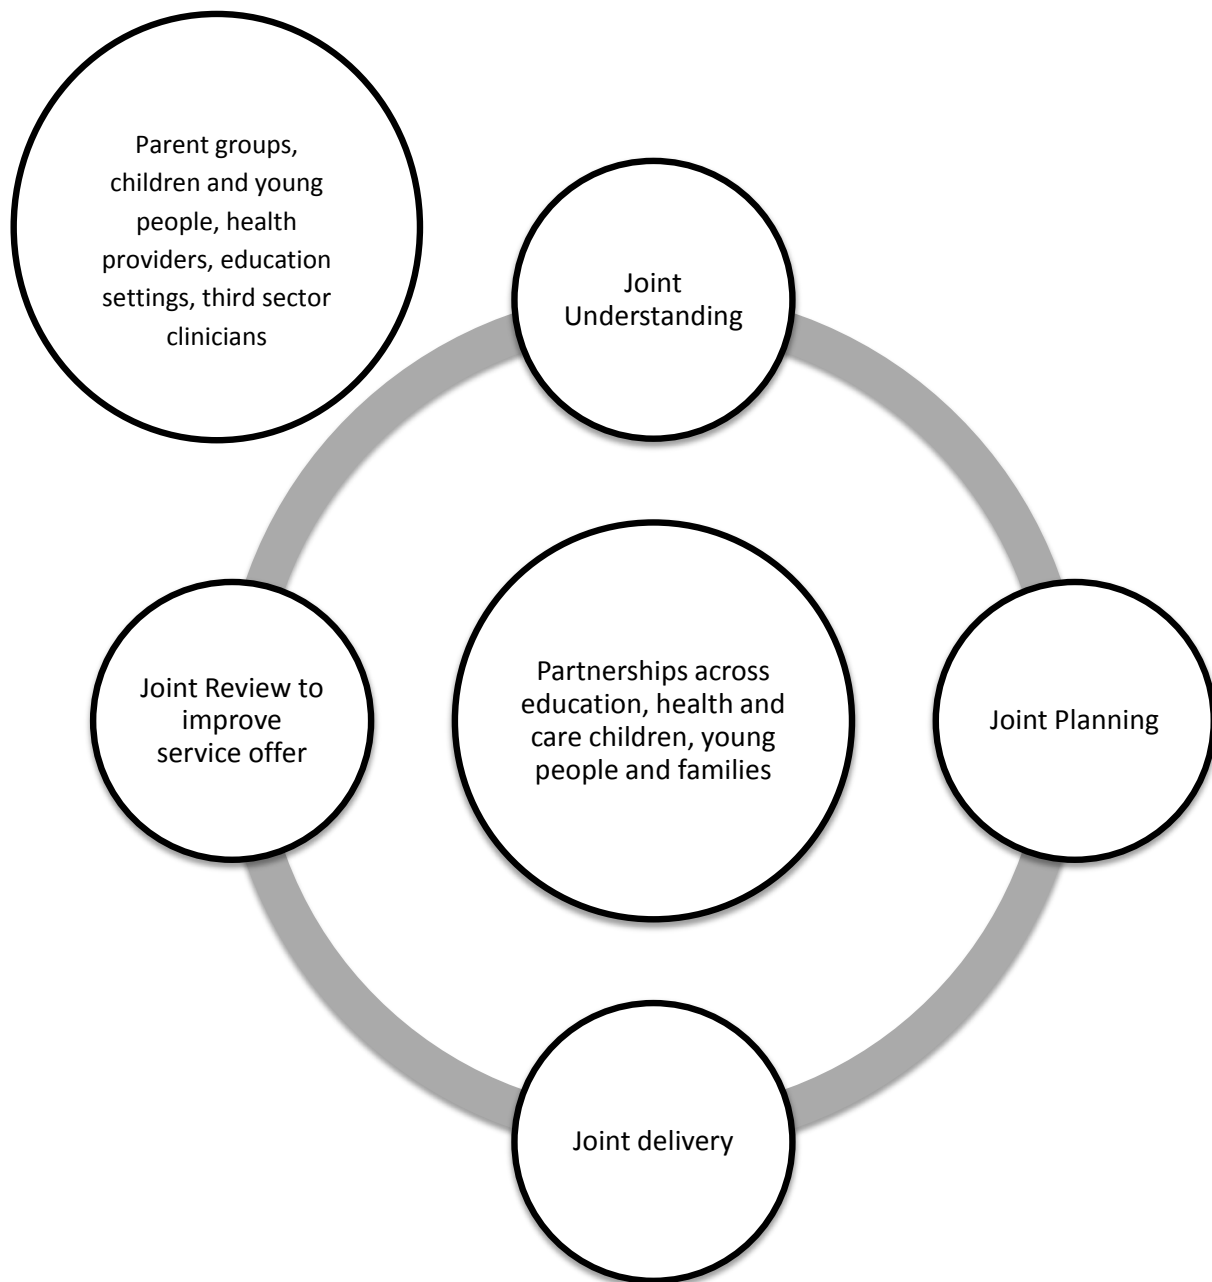 Parent groups,
children and young
people, health
providers, education
settings, third sector
clinicians
Joint
Understanding
Joint Review to
improve
service offer
Partnerships across
education, health and
care children, young
people and families
Joint Planning
Joint delivery